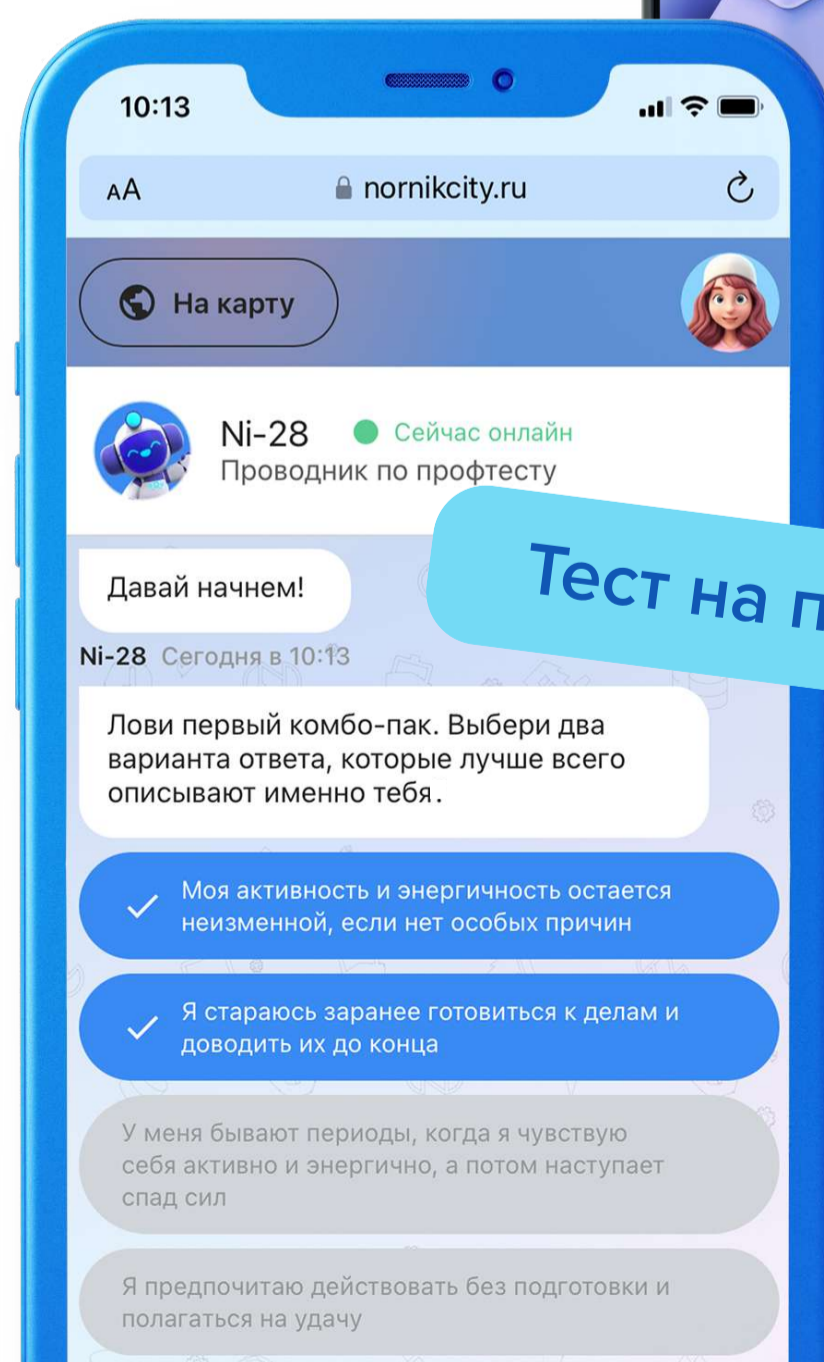 10:13
AA
nornikcity.ru
На карту
Ni-28
Сейчас онлайн
Проводник по профтесту
Тест на
Давай начнем!
Ni-28 Сегодня в 10:13
Лови первый комбо-пак. Выбери два
варианта ответа, которые лучше всего
описывают именно тебя.
Моя активность и энергичность остается
неизменной, если нет особых причин
Я стараюсь заранее готовиться к делам и
доводить их до конца
У меня бывают периоды, когда я чувствую
себя активно и энергично, а потом наступает
спад сил
Я предпочитаю действовать без подготовки и
полагаться на удачу